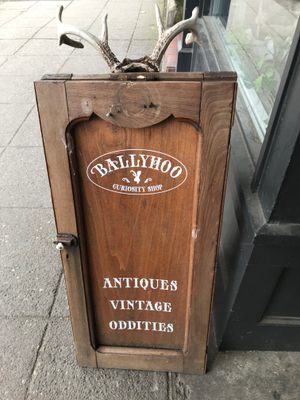 BALLYHOO
CURIOSITY SHOP
ANTIQUES
VINTAGE
ODDITIES